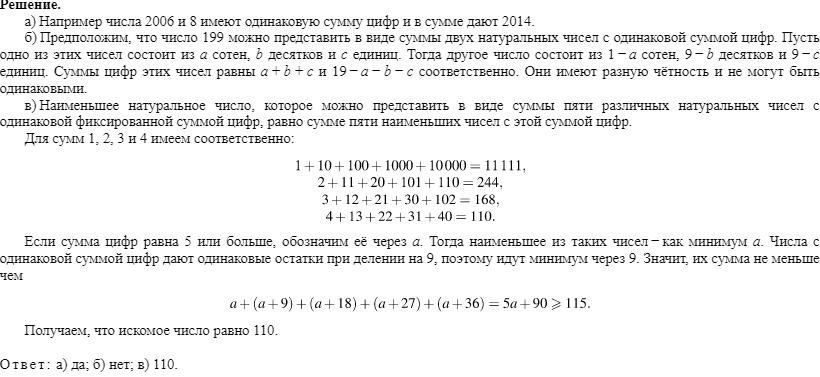 Решение.
а) Например числа 2006 и 8 имеют одинаковую сумму цифр и в сумме дают 2014.
б) Предположим, что число 199 можно представить в виде суммы двух натуральных чисел с одинаковой суммой цифр. Пусть
одно из этих чисел состоит из a сотен, b десятков и c единиц. Тогда другое число состоит из 1 − a сотен, 9 − b десятков и 9 − c
единиц. Суммы цифр этих чисел равны a + b + c и 19 − a − b − c соответственно. Они имеют разную чётность и не могут быть
одинаковыми.
в) Наименьшее натуральное число, которое можно представить в виде суммы пяти различных натуральных чисел с
одинаковой фиксированной суммой цифр, равно сумме пяти наименьших чисел с этой суммой цифр.
Для сумм 1, 2, 3 и 4 имеем соответственно:
1 + 10 + 100 + 1000 + 10 000 = 11 111,
2 + 11 + 20 + 101 + 110 = 244,
3 + 12 + 21 + 30 + 102 = 168,
4 + 13 + 22 + 31 + 40 = 110.
Если сумма цифр равна 5 или больше, обозначим её через a. Тогда наименьшее из таких чисел − как минимум a. Числа с
одинаковой суммой цифр дают одинаковые остатки при делении на 9, поэтому идут минимум через 9. Значит, их сумма не меньше
чем
a + (a + 9) + (a + 18) + (a + 27) + (a + 36) = 5a + 90 ⩾ 115.
Получаем, что искомое число равно 110.
Ответ: а) да; б) нет; в) 110.